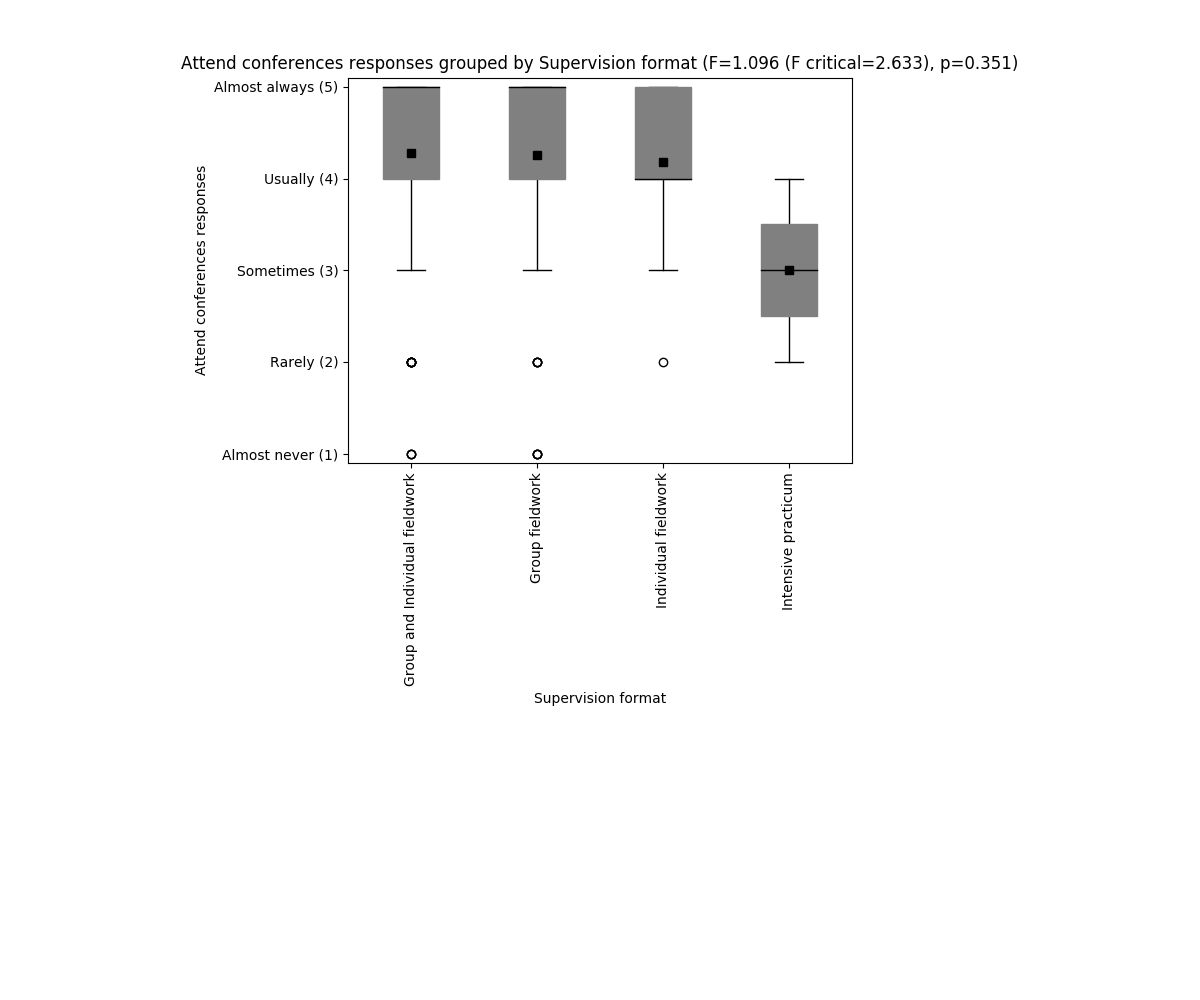 Attend conferences responses grouped by Supervision format (F=1.096 (F critical=2.633), p=0.351)
Attend conferences responses
Almost always (5)
Usually (4)
Sometimes (3)
Rarely (2)
Almost never (1)
Group and Individual fieldwork
Group fieldwork
Individual fieldwork
Intensive practicum
Supervision format